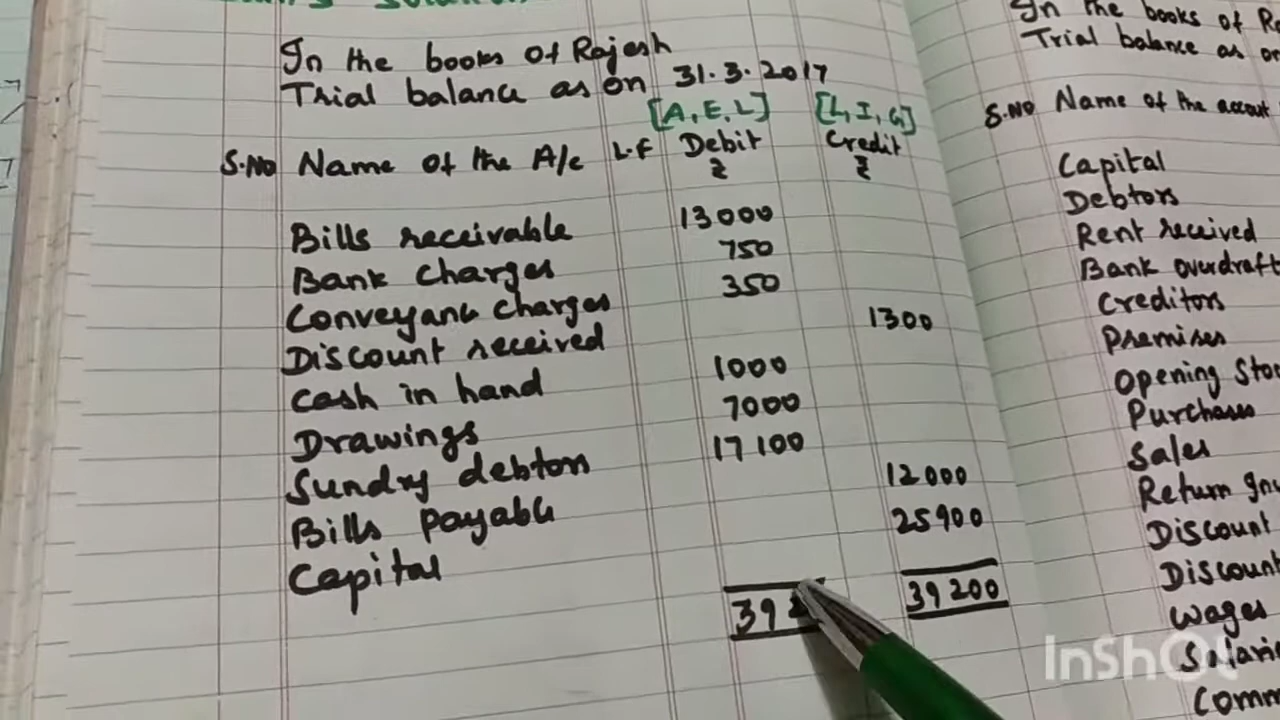 In the books of Rajesh
Trial balance as on 31.3.2017
[A, E, L] [L, I, G]
S.No Name of the A/c L.F Debit ₹ Credit ₹
Bills receivable 13000
Bank charges 750
Conveyance charges 350
Discount received 1300
Cash in hand 1000
Drawings 7000
Sundry debtors 17100
Bills payable 12000
Capital 25900
39 39200
In the books of
Trial balance as
S.No Name of the account
Capital
Debtors
Rent received
Bank overdraft
Creditors
Premises
Opening
Purchases
Sales
Return
Discount
Discount
Wages
InShOt